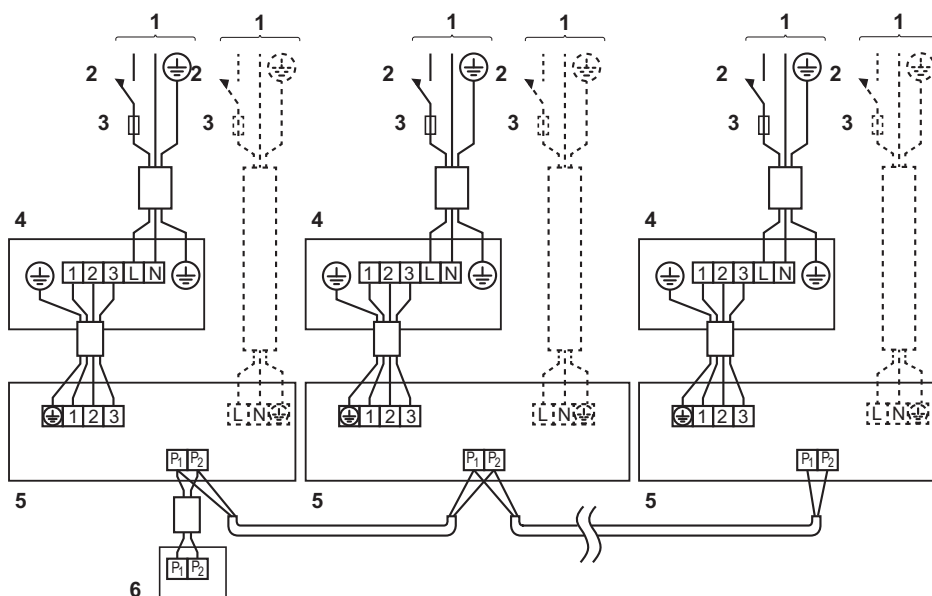 1 1 1 1 1 1
2 2 2 2 2 2
3 3 3 3 3 3
4 4 4
1 2 3 L N 1 2 3 L N 1 2 3 L N
1 2 3 L N 1 2 3 L N 1 2 3 L N
P1 P2 P1 P2 P1 P2
5 5 5
P1 P2
6